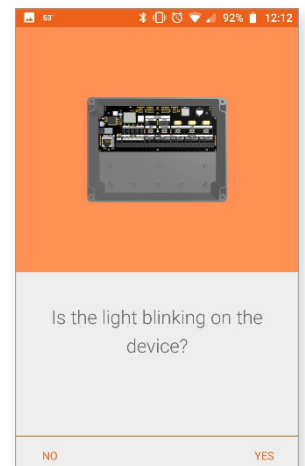 53° 92% 12:12
Is the light blinking on the
device?
NO YES